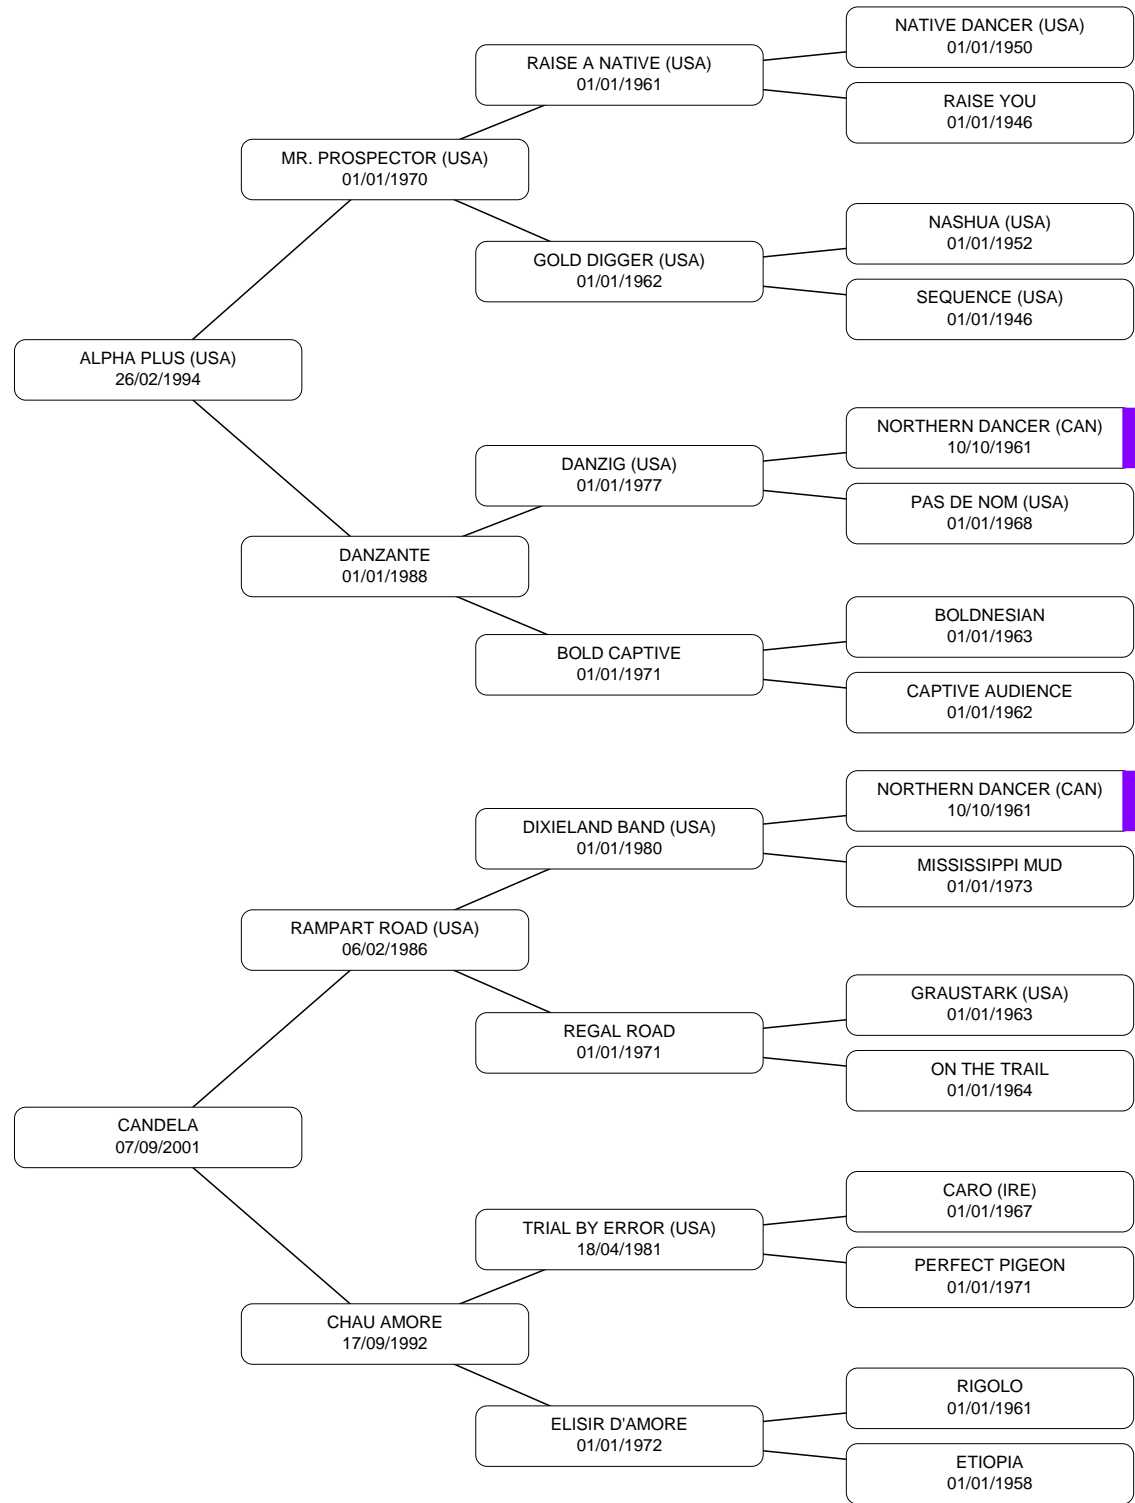 NATIVE DANCER (USA)
01/01/1950
RAISE A NATIVE (USA)
01/01/1961
RAISE YOU
01/01/1946
MR. PROSPECTOR (USA)
01/01/1970
NASHUA (USA)
01/01/1952
GOLD DIGGER (USA)
01/01/1962
SEQUENCE (USA)
01/01/1946
ALPHA PLUS (USA)
26/02/1994
NORTHERN DANCER (CAN)
10/10/1961
DANZIG (USA)
01/01/1977
PAS DE NOM (USA)
01/01/1968
DANZANTE
01/01/1988
BOLDNESIAN
01/01/1963
BOLD CAPTIVE
01/01/1971
CAPTIVE AUDIENCE
01/01/1962
NORTHERN DANCER (CAN)
10/10/1961
DIXIELAND BAND (USA)
01/01/1980
MISSISSIPPI MUD
01/01/1973
RAMPART ROAD (USA)
06/02/1986
GRAUSTARK (USA)
01/01/1963
REGAL ROAD
01/01/1971
ON THE TRAIL
01/01/1964
CANDELA
07/09/2001
CARO (IRE)
01/01/1967
TRIAL BY ERROR (USA)
18/04/1981
PERFECT PIGEON
01/01/1971
CHAU AMORE
17/09/1992
RIGOLO
01/01/1961
ELISIR D'AMORE
01/01/1972
ETIOPIA
01/01/1958